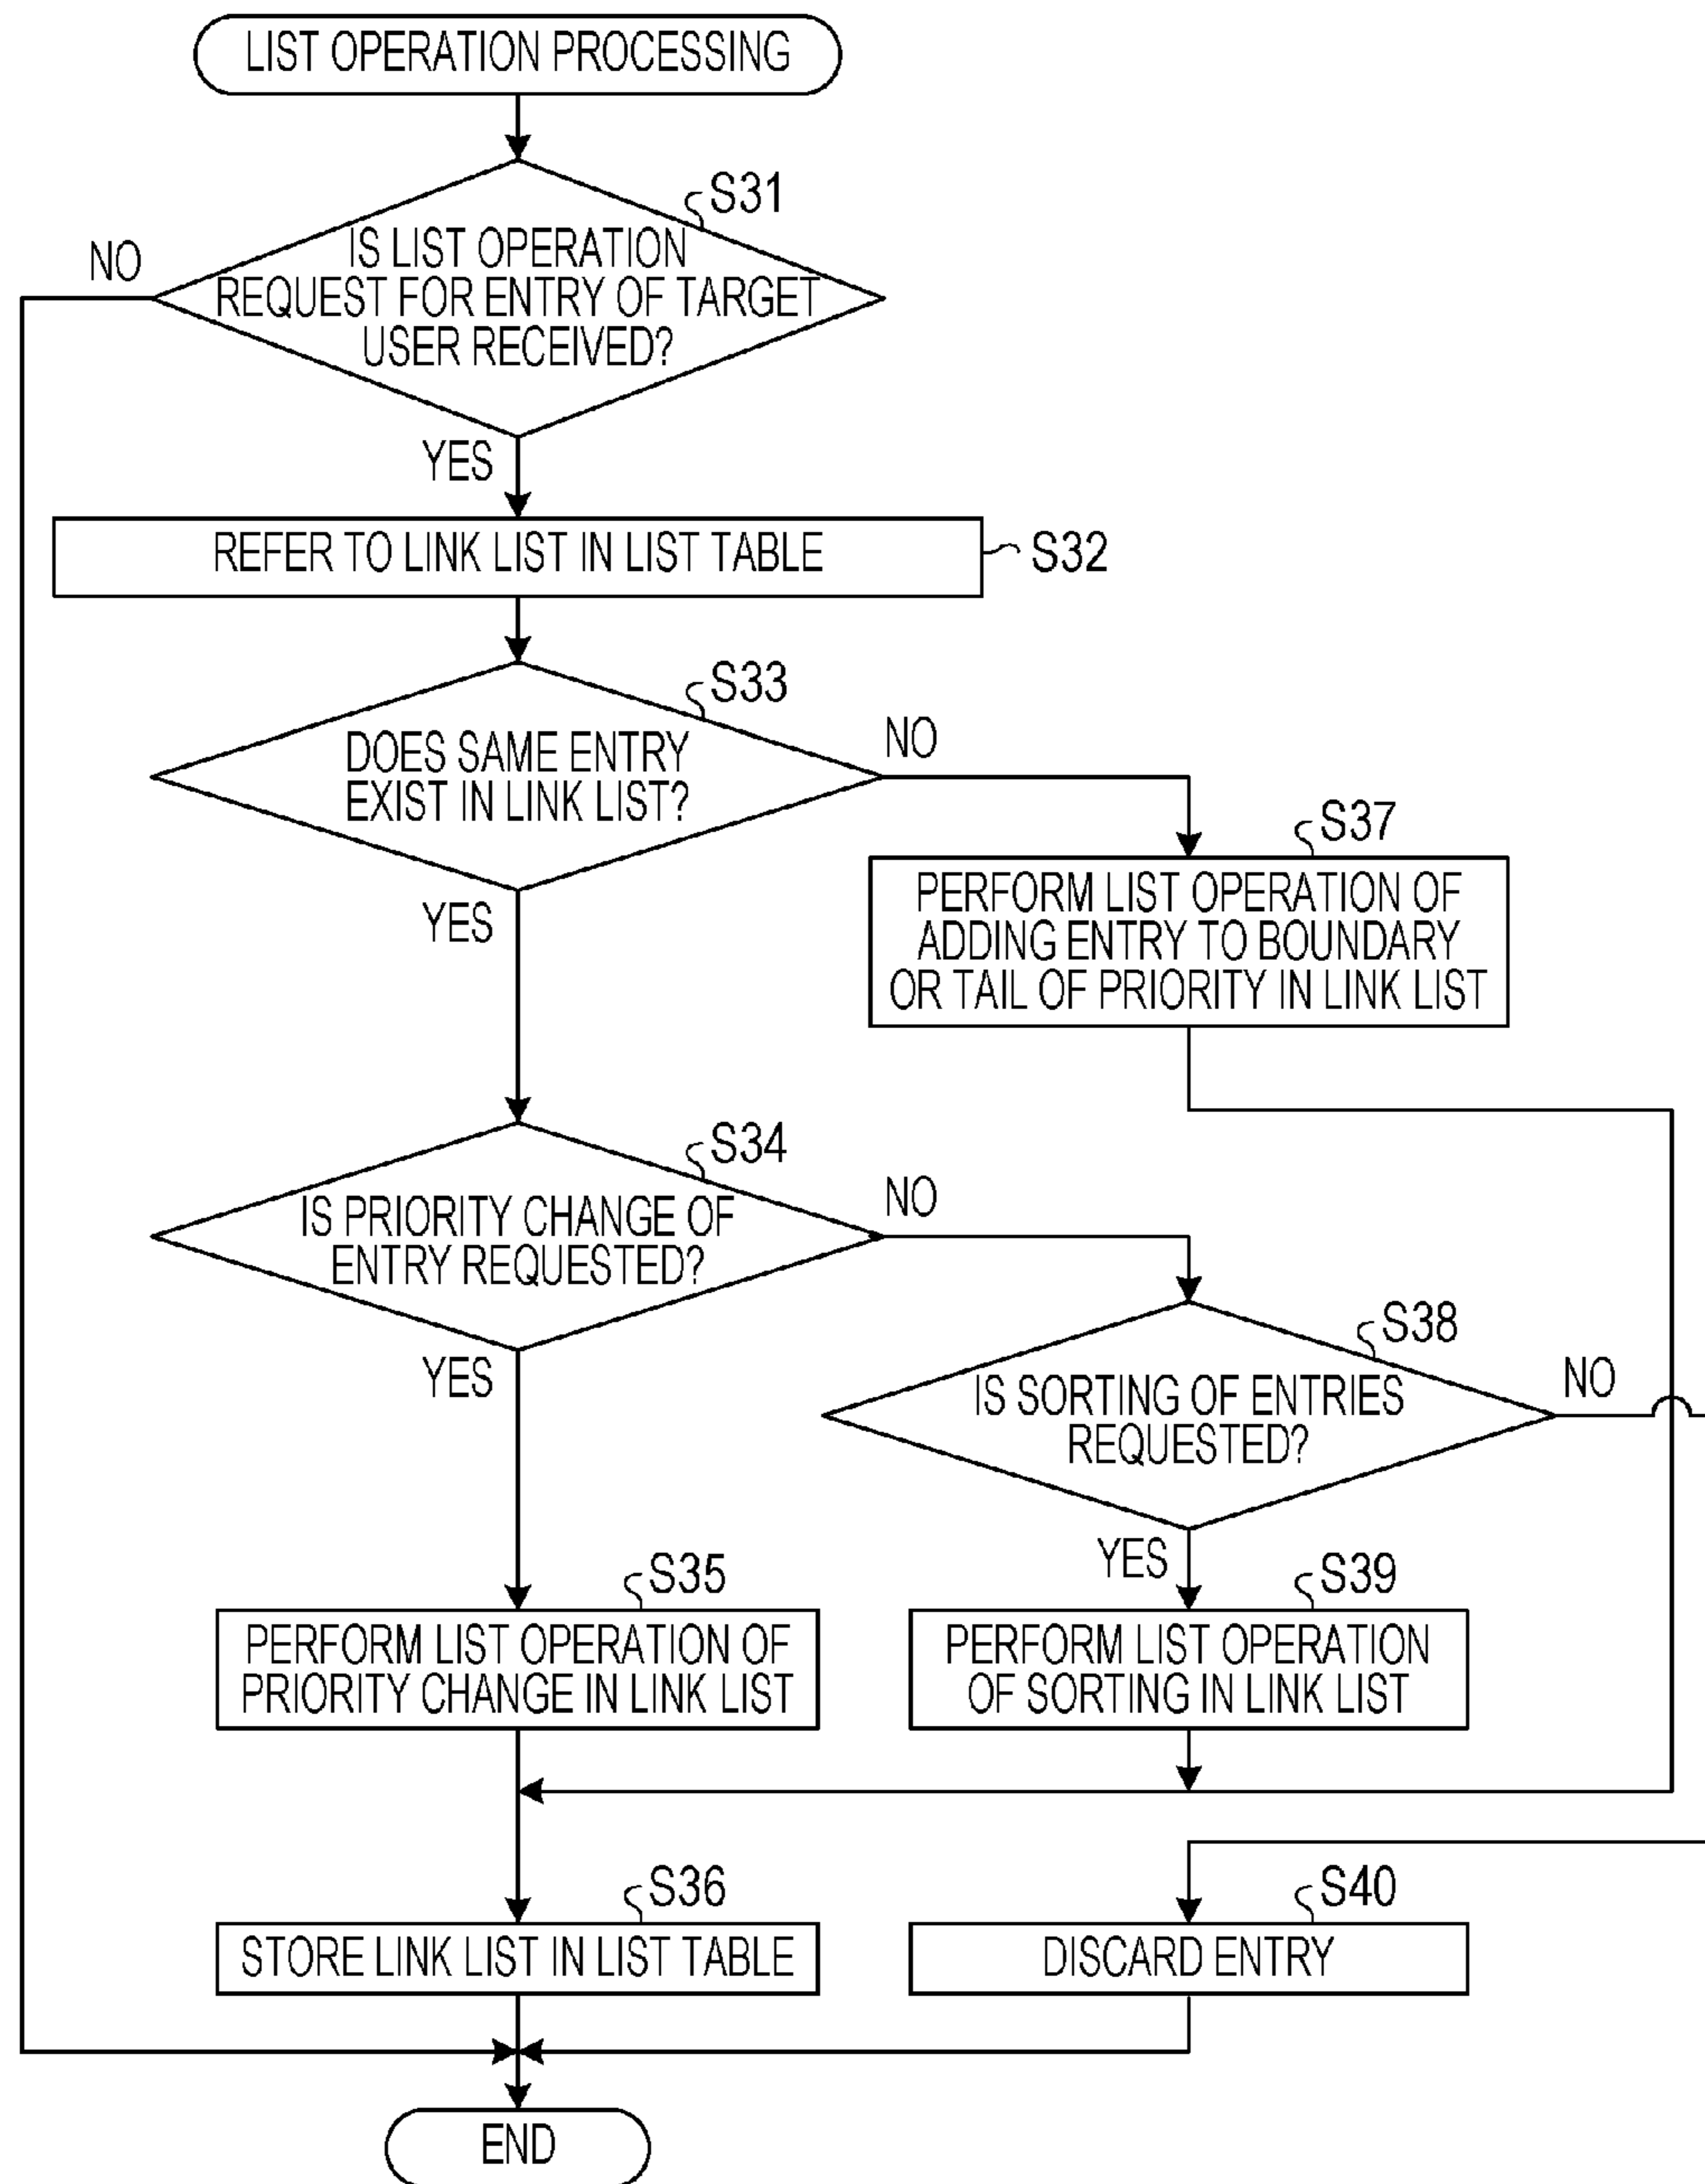 LIST OPERATION PROCESSING
S31
NO
IS LIST OPERATION
REQUEST FOR ENTRY OF TARGET
USER RECEIVED?
YES
REFER TO LINK LIST IN LIST TABLE
S32
S33
DOES SAME ENTRY
EXIST IN LINK LIST?
NO
YES
S37
PERFORM LIST OPERATION OF
ADDING ENTRY TO BOUNDARY
OR TAIL OF PRIORITY IN LINK LIST
S34
IS PRIORITY CHANGE OF
ENTRY REQUESTED?
NO
YES
S38
IS SORTING OF ENTRIES
REQUESTED?
NO
YES
S35
PERFORM LIST OPERATION OF
PRIORITY CHANGE IN LINK LIST
S39
PERFORM LIST OPERATION
OF SORTING IN LINK LIST
S36
STORE LINK LIST IN LIST TABLE
S40
DISCARD ENTRY
END